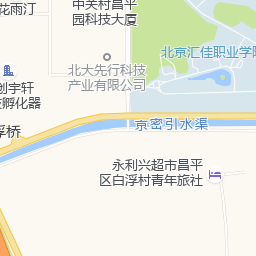 花雨汀
中关村昌平
园科技大厦
北京汇佳职业学院
北大先行科技
产业有限公司
创宇轩
孵化器
浮桥
京密引水渠
永利兴超市昌平
区白浮村青年旅社